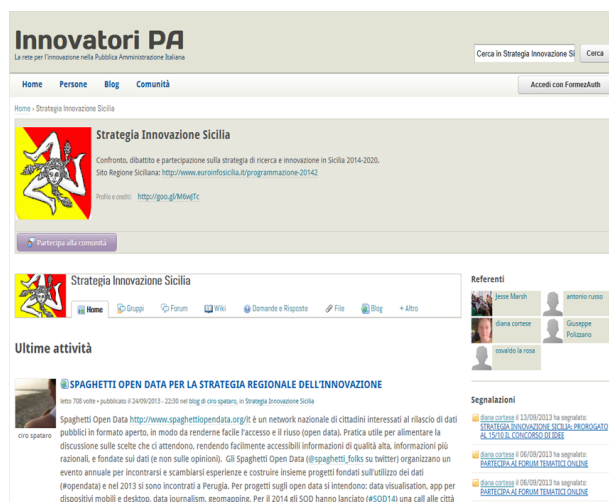 Innovatori PA
La rete per l'innovazione nella Pubblica Amministrazione Italiana
Cerca in Strategia Innovazione Si
Cerca
Home Persone Blog Comunità
Accedi con FormezAuth
Home › Strategia Innovazione Sicilia
Strategia Innovazione Sicilia
Confronto, dibattito e partecipazione sulla strategia di ricerca e innovazione in Sicilia 2014-2020.
Sito Regione Siciliana: http://www.euroinfosicilia.it/programmazione-20142
Profilo e crediti: http://goo.gl/M6wJTc
Partecipa alla comunità
Strategia Innovazione Sicilia
Home Gruppi Forum Wiki Domande e Risposte File Blog + Altro
Ultime attività
SPAGHETTI OPEN DATA PER LA STRATEGIA REGIONALE DELL'INNOVAZIONE
letto 708 volte • pubblicato il 24/09/2013 - 22:30 nel blog di ciro spataro, in Strategia Innovazione Sicilia
ciro spataro
Spaghetti Open Data http://www.spaghettiopendata.org/it è un network nazionale di cittadini interessati al rilascio di dati
pubblici in formato aperto, in modo da renderne facile l'accesso e il riuso (open data). Pratica utile per alimentare la
discussione sulle scelte che ci attendono, rendendo facilmente accessibili informazioni di qualità alta, informazioni più
razionali, e fondate sui dati (e non sulle opinioni). Gli Spaghetti Open Data (@spaghetti_folks su twitter) organizzano un
evento annuale per incontrarsi e scambiarsi esperienze e costruire insieme progetti fondati sull'utilizzo dei dati
(#opendata) e nel 2013 si sono incontrati a Perugia. Per progetti sugli open data si intendono: data visualisation, app per
dispositivi mobili e desktop, data journalism, geomapping. Per il 2014 gli SOD hanno lanciato (#SOD14) una call alle città
Referenti
Jesse Marsh
antonio russo
diana cortese
Giuseppe
Polizzano
osvaldo la rosa
Segnalazioni
diana cortese il 13/09/2013 ha segnalato:
STRATEGIA INNOVAZIONE SICILIA: PROROGATO
AL 15/10 IL CONCORSO DI IDEE
diana cortese il 06/09/2013 ha segnalato:
PARTECIPA AI FORUM TEMATICI ONLINE
diana cortese il 06/09/2013 ha segnalato:
PARTECIPA AI FORUM TEMATICI ONLINE